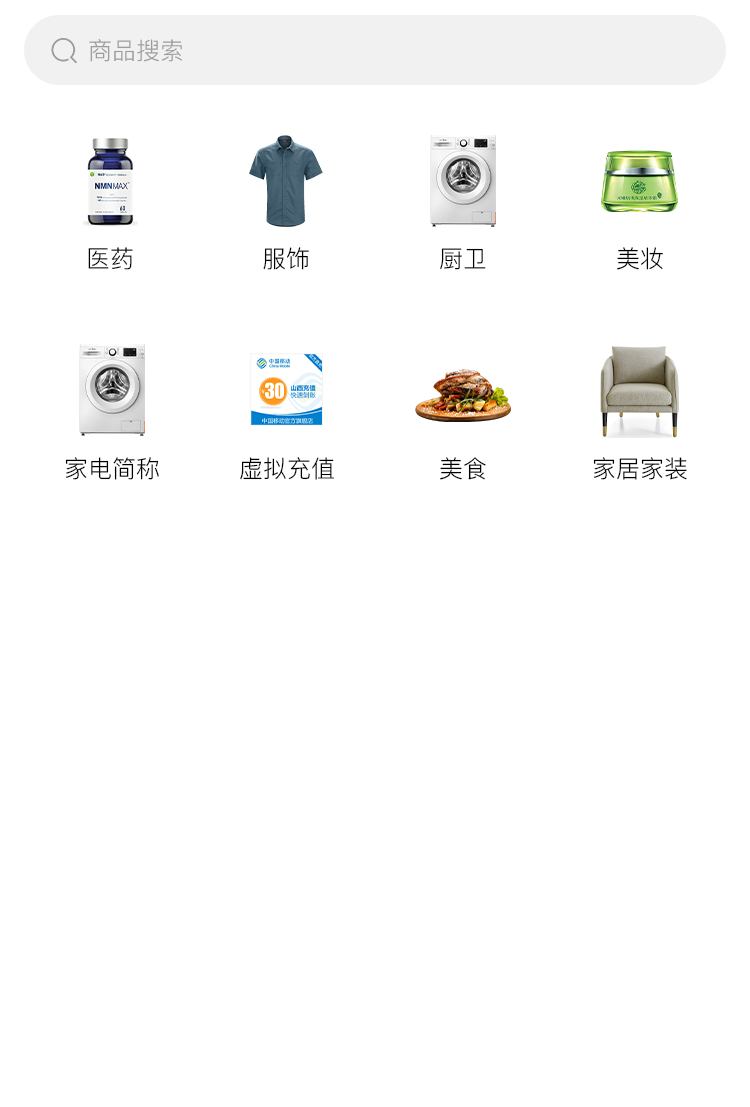 商品搜索
NMNMAX
60
医药
服饰
厨卫
美妆
中国移动
China Mobile
¥30
山西充值
快速到账
中国移动官方旗舰店
家电简称
虚拟充值
美食
家居家装